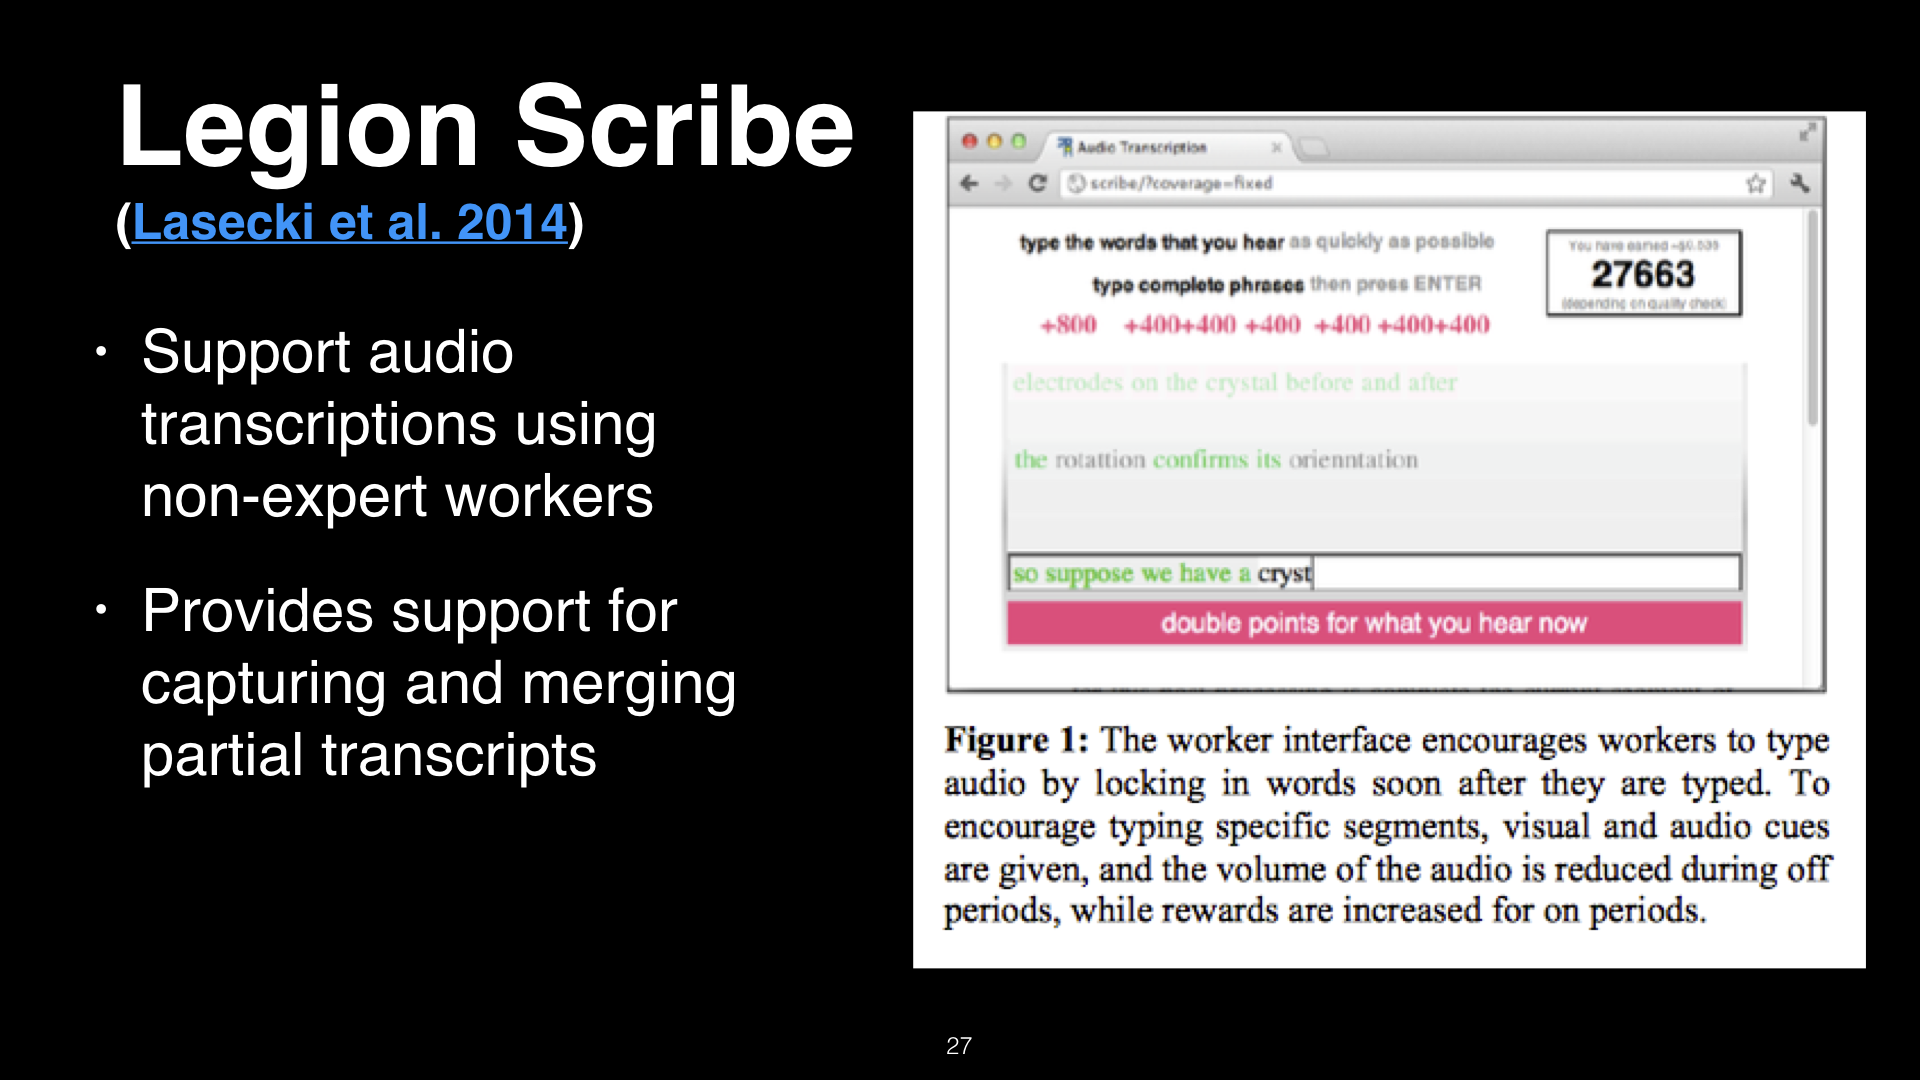 Legion Scribe
(Lasecki et al. 2014)
• Support audio
transcriptions using
non-expert workers
• Provides support for
capturing and merging
partial transcripts
Audio Transcription
scribe/?coverage=fixed
type the words that you hear as quickly as possible
type complete phrases then press ENTER
You have earned
27663
(depending on quality check)
+800 +400+400 +400 +400 +400+400
electrodes on the crystal before and after
the rotattion confirms its orienntation
so suppose we have a cryst
double points for what you hear now
Figure 1: The worker interface encourages workers to type
audio by locking in words soon after they are typed. To
encourage typing specific segments, visual and audio cues
are given, and the volume of the audio is reduced during off
periods, while rewards are increased for on periods.
27